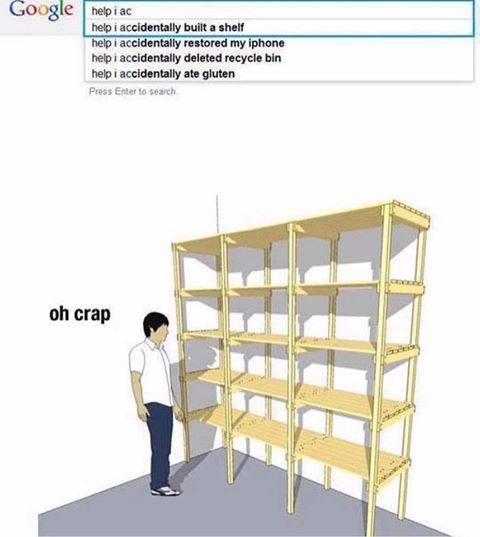 Google
help i ac
help i accidentally built a shelf
help i accidentally restored my iphone
help i accidentally deleted recycle bin
help i accidentally ate gluten
Press Enter to search.
oh crap